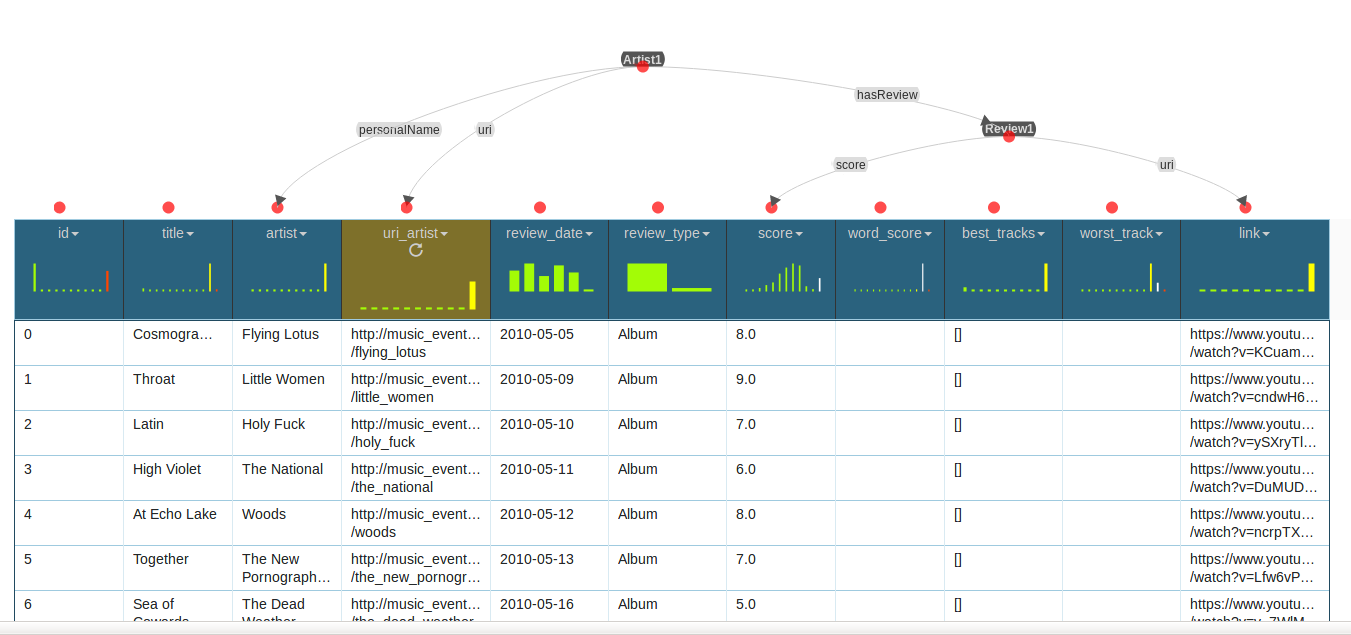 Artist1
hasReview
personalName uri
Review1
score uri
id title artist uri_artist review_date review_type score word_score best_tracks worst_track link
0 Cosmogra… Flying Lotus http://music_event… 2010-05-05 Album 8.0 [] https://www.youtu…
/flying_lotus /watch?v=KCuam…
1 Throat Little Women http://music_event… 2010-05-09 Album 9.0 [] https://www.youtu…
/little_women /watch?v=cndwH6…
2 Latin Holy Fuck http://music_event… 2010-05-10 Album 7.0 [] https://www.youtu…
/holy_fuck /watch?v=ySXryTl…
3 High Violet The National http://music_event… 2010-05-11 Album 6.0 [] https://www.youtu…
/the_national /watch?v=DuMUD…
4 At Echo Lake Woods http://music_event… 2010-05-12 Album 8.0 [] https://www.youtu…
/woods /watch?v=ncrpTX…
5 Together The New http://music_event… 2010-05-13 Album 7.0 [] https://www.youtu…
Pornograph… /the_new_pornogr… /watch?v=Lfw6vP…
6 Sea of The Dead http://music_event… 2010-05-16 Album 5.0 [] https://www.youtu…